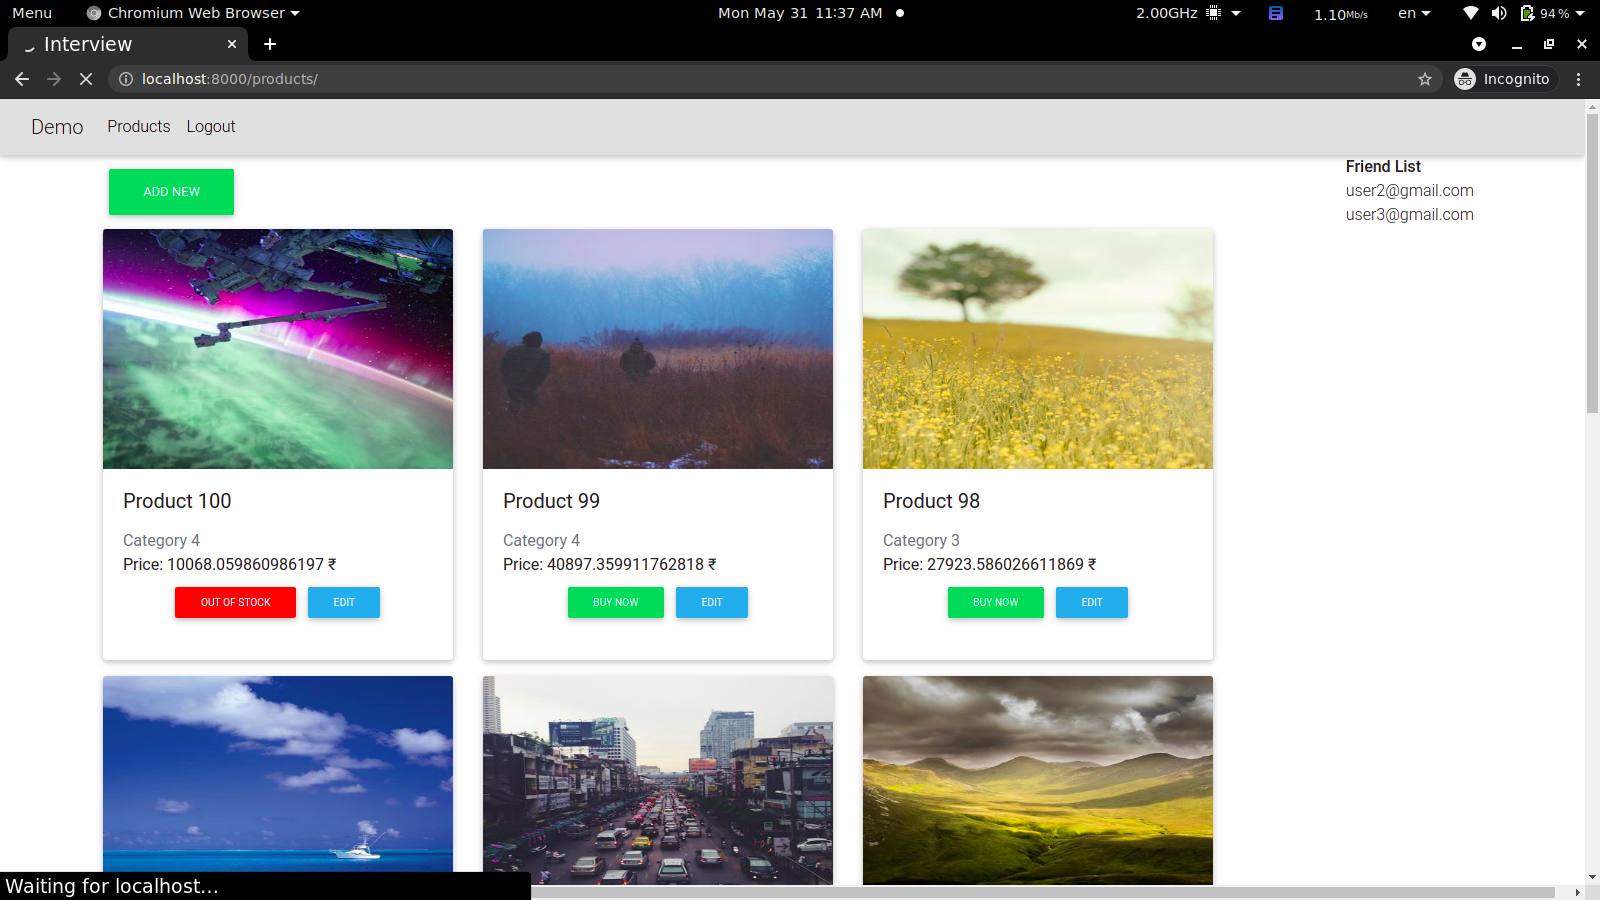 Menu Chromium Web Browser Mon May 31 11:37 AM 2.00GHz 1.10Mb/s en 94%
Interview
localhost:8000/products/ Incognito
Demo Products Logout
Friend List
user2@gmail.com
user3@gmail.com
ADD NEW
Product 100
Category 4
Price: 10068.059860986197 ₹
OUT OF STOCK EDIT
Product 99
Category 4
Price: 40897.359911762818 ₹
BUY NOW EDIT
Product 98
Category 3
Price: 27923.586026611869 ₹
BUY NOW EDIT
Waiting for localhost...